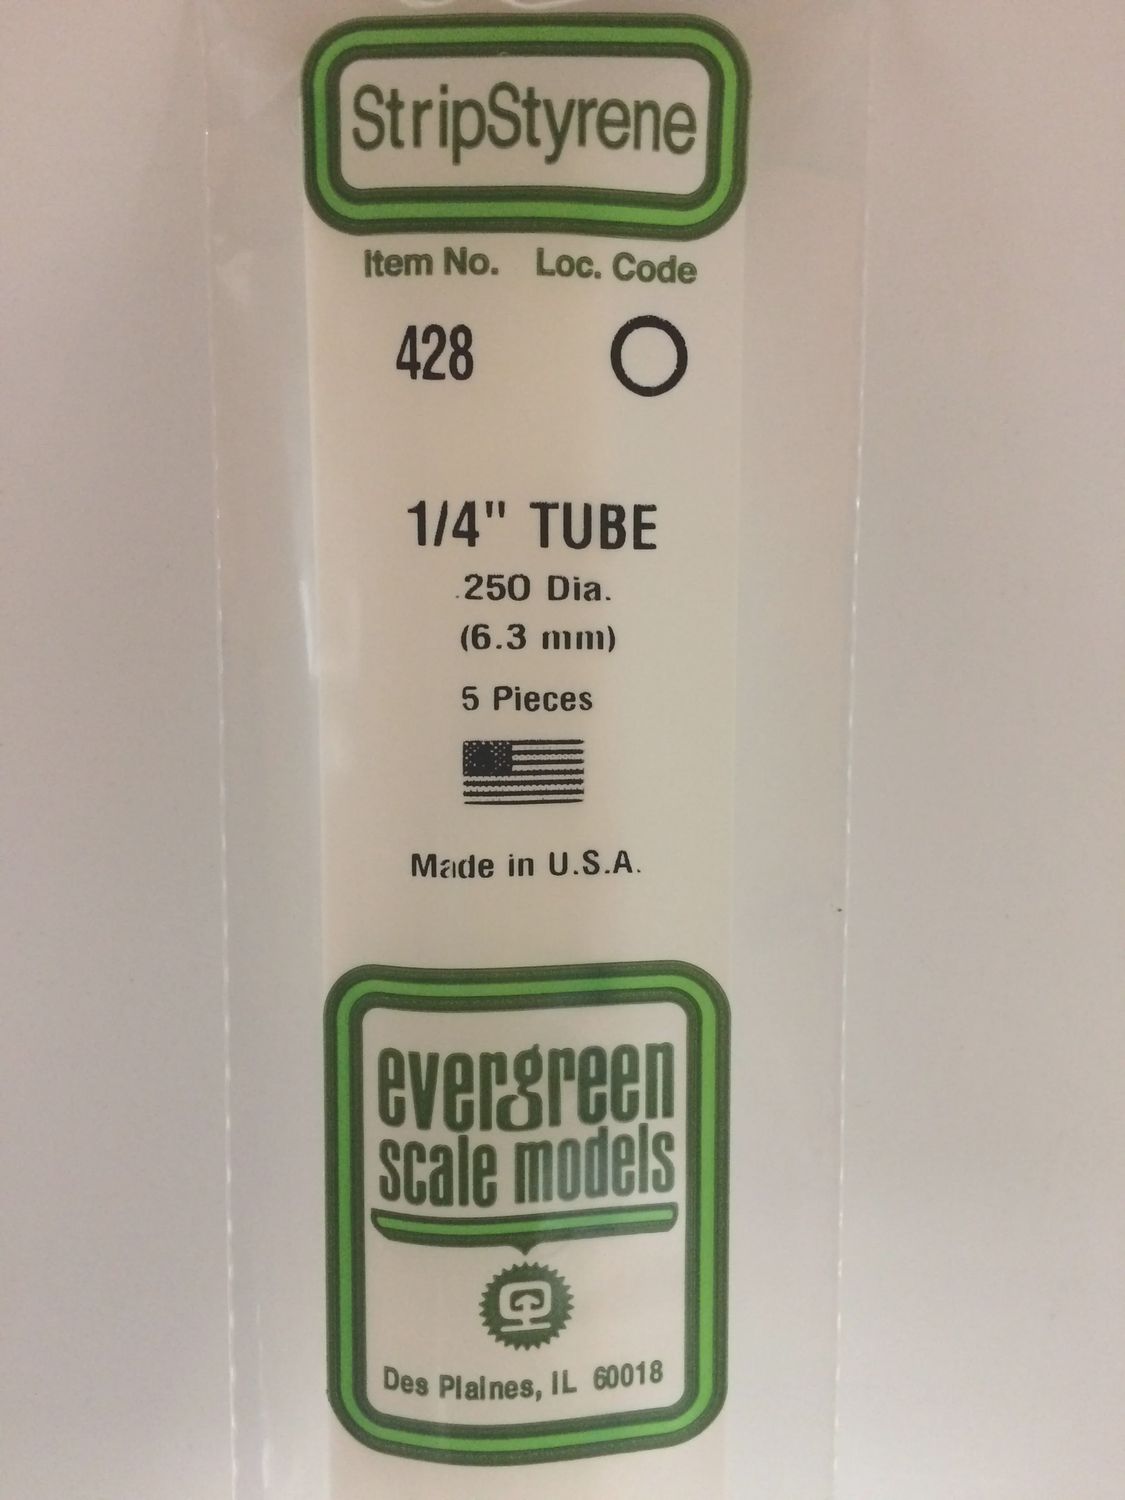 StripStyrene
Item No. Loc. Code
428
1/4" TUBE
.250 Dia.
(6.3 mm)
5 Pieces
Made in U.S.A.
evergreen
scale models
Des Plaines, IL 60018